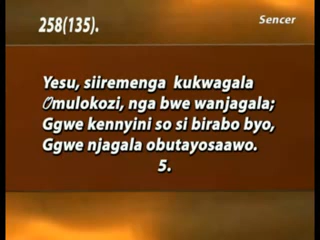 258(135).
Sencer
Yesu, siiremenga kukwagala
Omulokozi, nga bwe wanjagala;
Ggwe kennyini so si birabo byo,
Ggwe njagala obutayosaawo.
5.